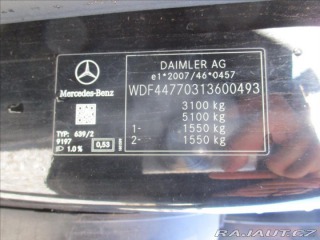 DAIMLER AG
e1*2007/46*0457
Mercedes-Benz
WDF44770313600493
3100 kg
5100 kg
1- 1550 kg
2- 1550 kg
TYP: 639/2
9197
1.0 % 0,53
RAJAUT.CZ